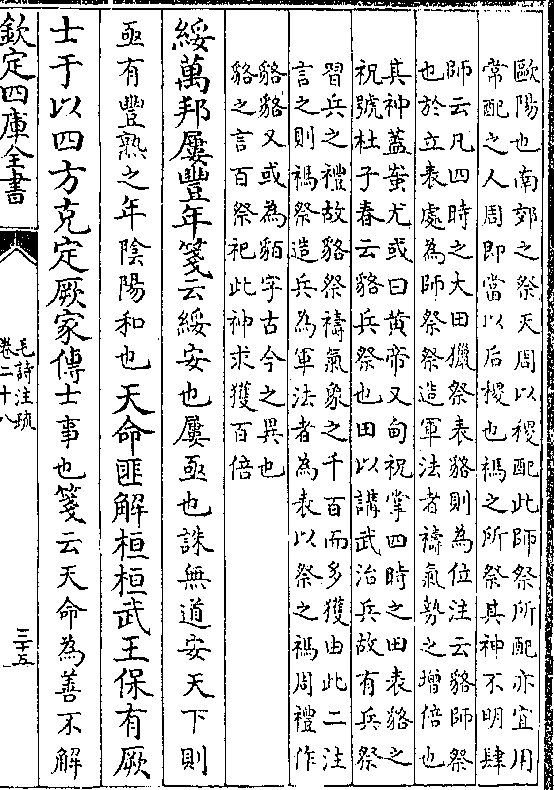 歐陽也南郊之祭天周以稷配此師祭所配亦宜用
常配之人周即當以后稷也禡之所祭其神不明肆
師云凡四時之大田獵祭表貉則為位注云貉師祭
也於立表處為師祭祭造軍法者禱氣勢之增倍也
其神蓋蚩尤或曰黄帝又甸祝掌四時之田表貉之
祝號杜子春云貉兵祭也田以講武治兵故有兵祭
習兵之禮故貉祭禱氣象之千百而多獲由此二注
言之則禡祭造兵為軍法者為表以祭之禡周禮作
貉貉又或為貊字古今之異也
貉之言百祭祀此神求獲百倍
綏萬邦屢豐年箋云綏安也屢亟也誅無道安天下則
亟有豐熟之年陰陽和也天命匪解桓桓武王保有厥
士于以四方克定厥家傳士事也箋云天命為善不解
欽定四庫全書
毛詩注疏
卷二十八
三十五